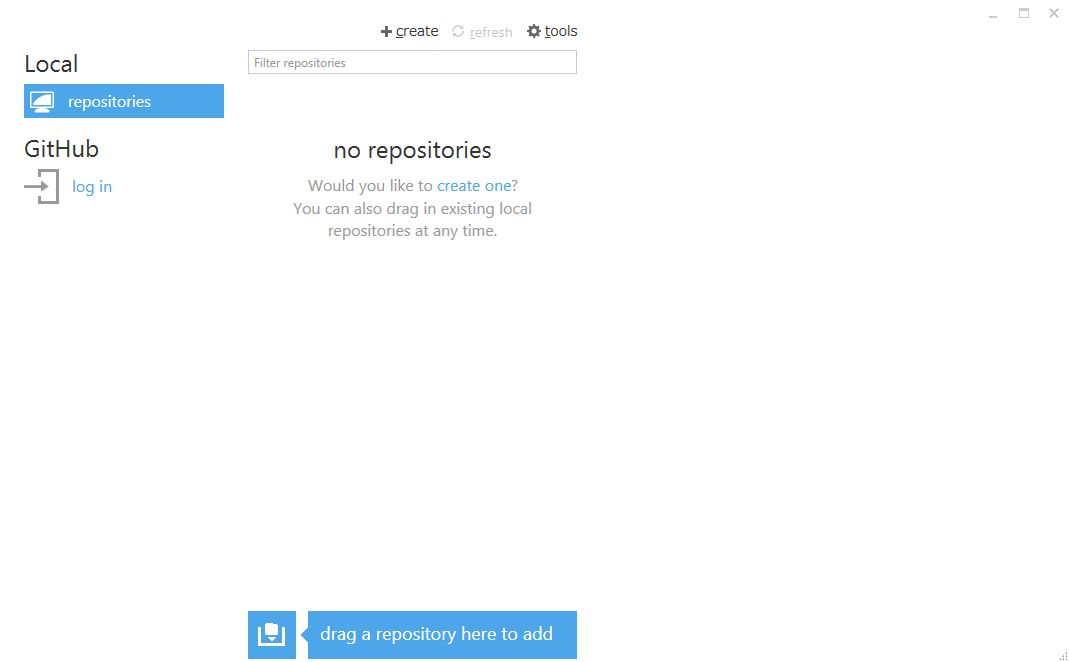 create refresh tools
Local
Filter repositories
repositories
GitHub
no repositories
log in
Would you like to create one?
You can also drag in existing local
repositories at any time.
drag a repository here to add